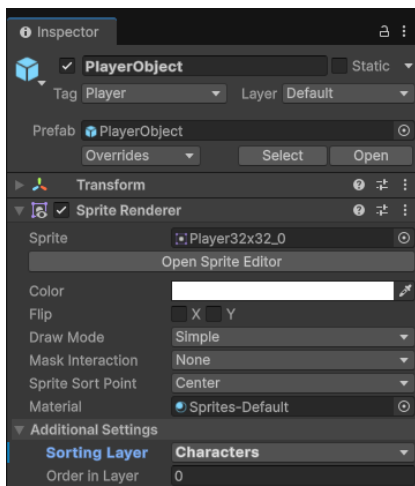 Inspector
PlayerObject Static
Tag Player Layer Default
Prefab PlayerObject
Overrides Select Open
Transform
Sprite Renderer
Sprite Player32x32_0
Open Sprite Editor
Color
Flip X Y
Draw Mode Simple
Mask Interaction None
Sprite Sort Point Center
Material Sprites-Default
Additional Settings
Sorting Layer Characters
Order in Layer 0